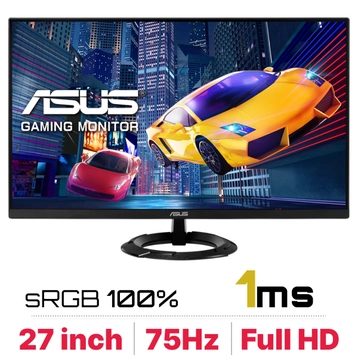 ASUS
GAMING MONITOR
ASUS
sRGB 100% 1ms
27 inch 75Hz Full HD